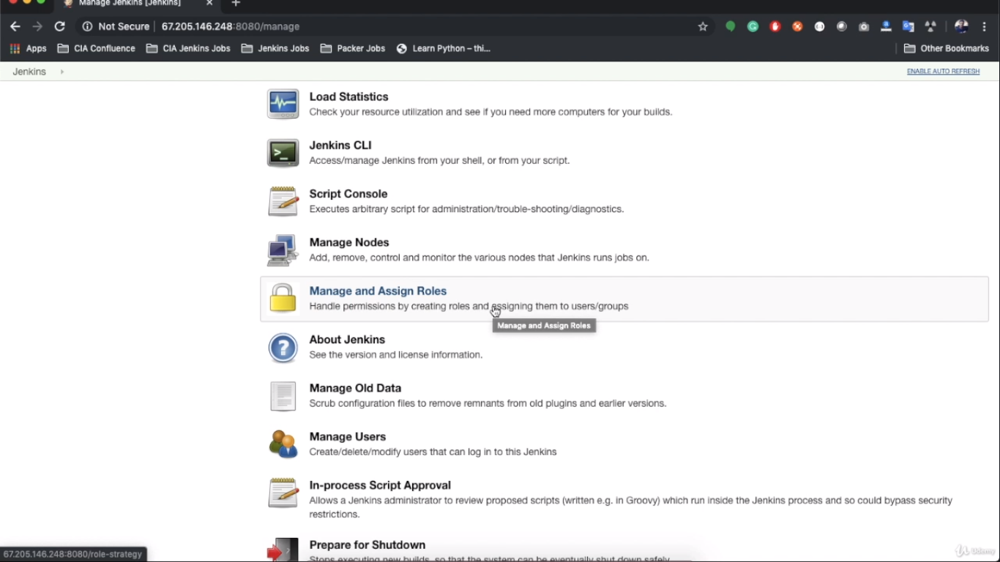 Manage Jenkins [Jenkins]
Not Secure | 67.205.146.248:8080/manage
Apps CIA Confluence CIA Jenkins Jobs Jenkins Jobs Packer Jobs Learn Python – thi... Other Bookmarks
Jenkins ENABLE AUTO REFRESH
Load Statistics
Check your resource utilization and see if you need more computers for your builds.
Jenkins CLI
Access/manage Jenkins from your shell, or from your script.
Script Console
Executes arbitrary script for administration/trouble-shooting/diagnostics.
Manage Nodes
Add, remove, control and monitor the various nodes that Jenkins runs jobs on.
Manage and Assign Roles
Handle permissions by creating roles and assigning them to users/groups
Manage and Assign Roles
About Jenkins
See the version and license information.
Manage Old Data
Scrub configuration files to remove remnants from old plugins and earlier versions.
Manage Users
Create/delete/modify users that can log in to this Jenkins
In-process Script Approval
Allows a Jenkins administrator to review proposed scripts (written e.g. in Groovy) which run inside the Jenkins process and so could bypass security
restrictions.
Prepare for Shutdown
Stops executing new builds, so that the system can be eventually shut down safely.
67.205.146.248:8080/role-strategy
Udemy